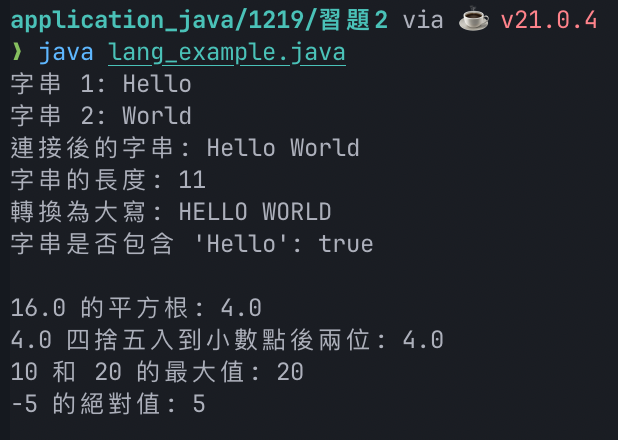 application_java/1219/習題2 via ☕ v21.0.4
❯ java lang_example.java
字串 1: Hello
字串 2: World
連接後的字串: Hello World
字串的長度: 11
轉換為大寫: HELLO WORLD
字串是否包含 'Hello': true
16.0 的平方根: 4.0
4.0 四捨五入到小數點後兩位: 4.0
10 和 20 的最大值: 20
-5 的絕對值: 5